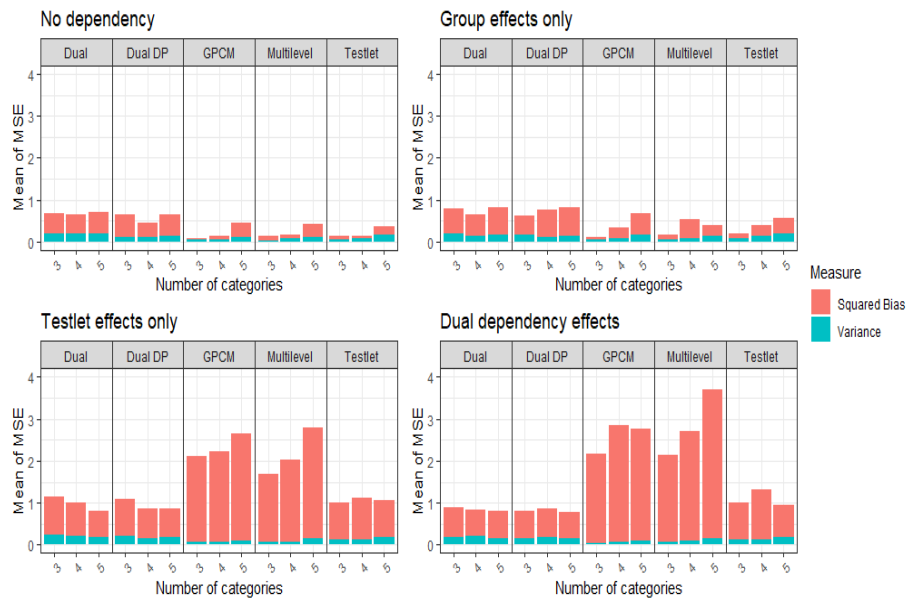 No dependency
Dual Dual DP GPCM Multilevel Testlet
Mean of MSE
4
3
2
1
0
3 4 5 3 4 5 3 4 5 3 4 5 3 4 5
Number of categories
Group effects only
Dual Dual DP GPCM Multilevel Testlet
Mean of MSE
4
3
2
1
0
3 4 5 3 4 5 3 4 5 3 4 5 3 4 5
Number of categories
Testlet effects only
Dual Dual DP GPCM Multilevel Testlet
Mean of MSE
4
3
2
1
0
3 4 5 3 4 5 3 4 5 3 4 5 3 4 5
Number of categories
Dual dependency effects
Dual Dual DP GPCM Multilevel Testlet
Mean of MSE
4
3
2
1
0
3 4 5 3 4 5 3 4 5 3 4 5 3 4 5
Number of categories
Measure
Squared Bias
Variance